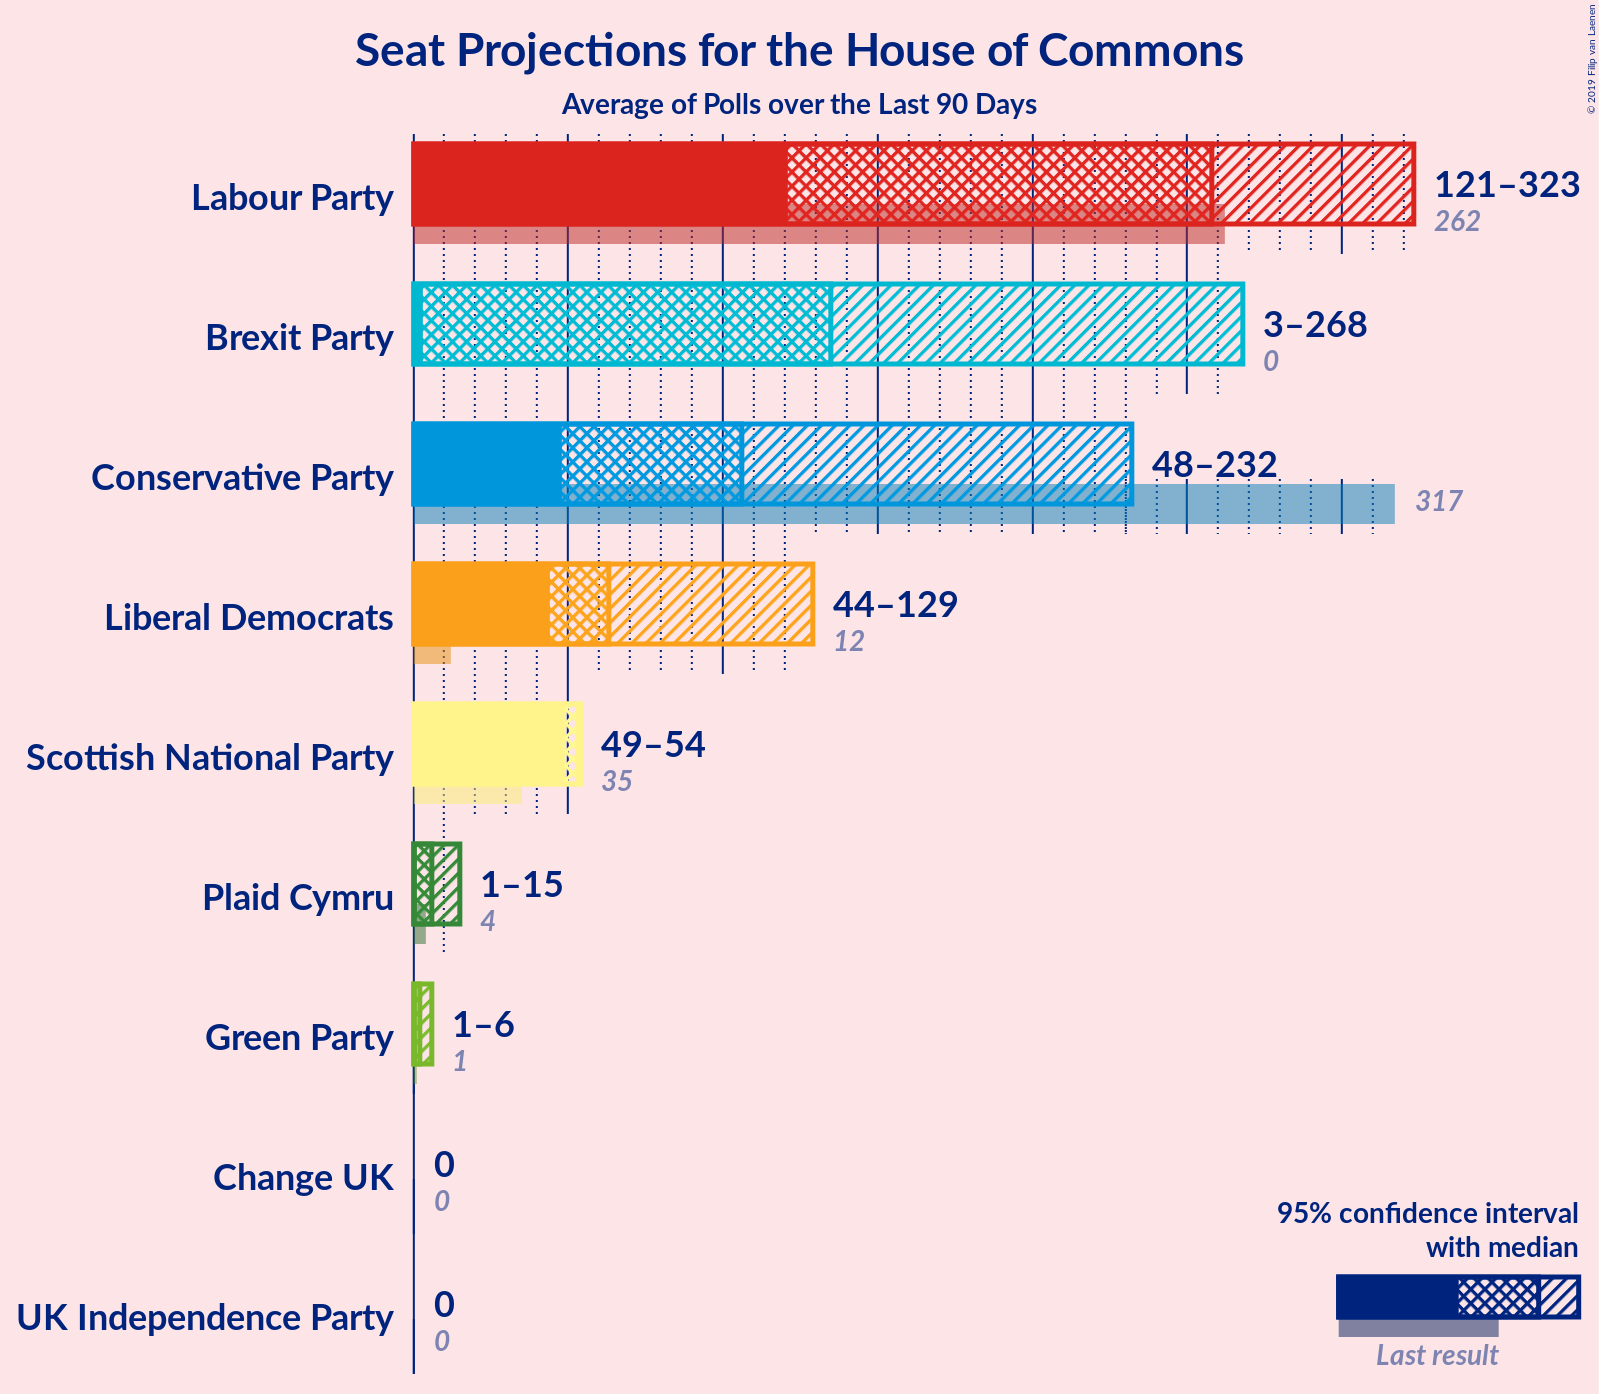 Seat Projections for the House of Commons
Average of Polls over the Last 90 Days
© 2019 Filip van Laenen
Labour Party
121–323
262
Brexit Party
3–268
0
Conservative Party
48–232
317
Liberal Democrats
44–129
12
Scottish National Party
49–54
35
Plaid Cymru
1–15
4
Green Party
1–6
1
Change UK
0
0
UK Independence Party
0
0
95% confidence interval
with median
Last result